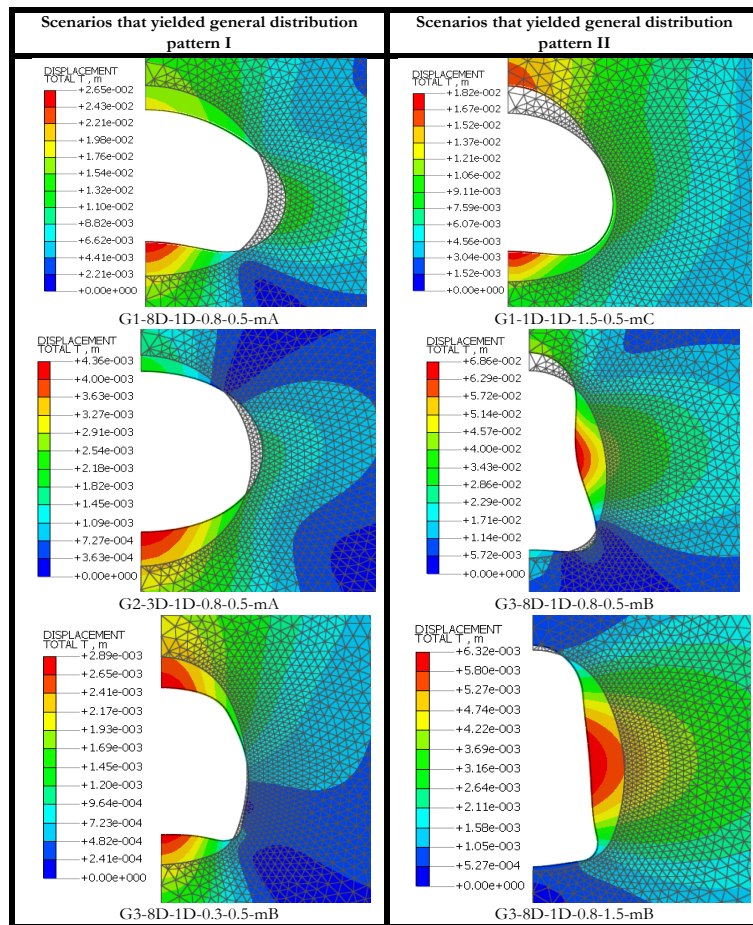 Scenarios that yielded general distribution
pattern I
Scenarios that yielded general distribution
pattern II
DISPLACEMENT
TOTAL T , m
+2.65e-002
+2.43e-002
+2.21e-002
+1.98e-002
+1.76e-002
+1.54e-002
+1.32e-002
+1.10e-002
+8.82e-003
+6.62e-003
+4.41e-003
+2.21e-003
+0.00e+000
G1-8D-1D-0.8-0.5-mA
DISPLACEMENT
TOTAL T , m
+1.82e-002
+1.67e-002
+1.52e-002
+1.37e-002
+1.21e-002
+1.06e-002
+9.11e-003
+7.59e-003
+6.07e-003
+4.56e-003
+3.04e-003
+1.52e-003
+0.00e+000
G1-1D-1D-1.5-0.5-mC
DISPLACEMENT
TOTAL T , m
+4.36e-003
+4.00e-003
+3.63e-003
+3.27e-003
+2.91e-003
+2.54e-003
+2.18e-003
+1.82e-003
+1.45e-003
+1.09e-003
+7.27e-004
+3.63e-004
+0.00e+000
G2-3D-1D-0.8-0.5-mA
DISPLACEMENT
TOTAL T , m
+6.86e-002
+6.29e-002
+5.72e-002
+5.14e-002
+4.57e-002
+4.00e-002
+3.43e-002
+2.86e-002
+2.29e-002
+1.71e-002
+1.14e-002
+5.72e-003
+0.00e+000
G3-8D-1D-0.8-0.5-mB
DISPLACEMENT
TOTAL T , m
+2.89e-003
+2.65e-003
+2.41e-003
+2.17e-003
+1.93e-003
+1.69e-003
+1.45e-003
+1.20e-003
+9.64e-004
+7.23e-004
+4.82e-004
+2.41e-004
+0.00e+000
G3-8D-1D-0.3-0.5-mB
DISPLACEMENT
TOTAL T , m
+6.32e-003
+5.80e-003
+5.27e-003
+4.74e-003
+4.22e-003
+3.69e-003
+3.16e-003
+2.64e-003
+2.11e-003
+1.58e-003
+1.05e-003
+5.27e-004
+0.00e+000
G3-8D-1D-0.8-1.5-mB